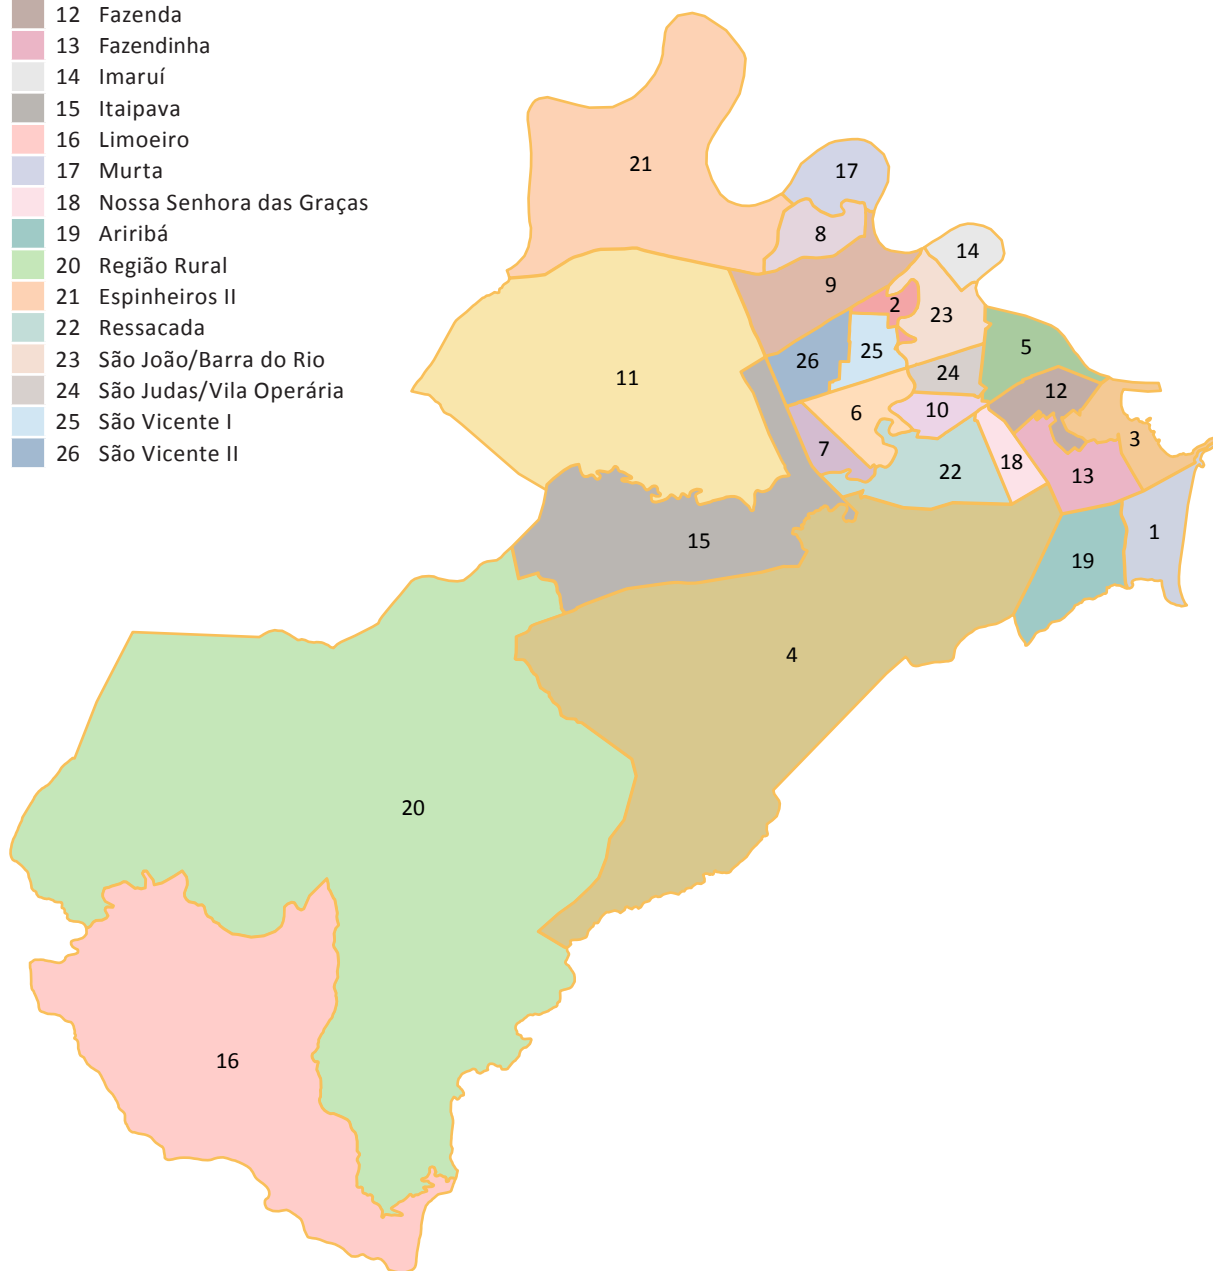 12 Fazenda
13 Fazendinha
14 Imaruí
15 Itaipava
16 Limoeiro
17 Murta
18 Nossa Senhora das Graças
19 Ariribá
20 Região Rural
21 Espinheiros II
22 Ressacada
23 São João/Barra do Rio
24 São Judas/Vila Operária
25 São Vicente I
26 São Vicente II
21
17
8
14
9
2
23
5
25
26
11
24
12
6
10
3
7
18
22
13
1
15
19
4
20
16